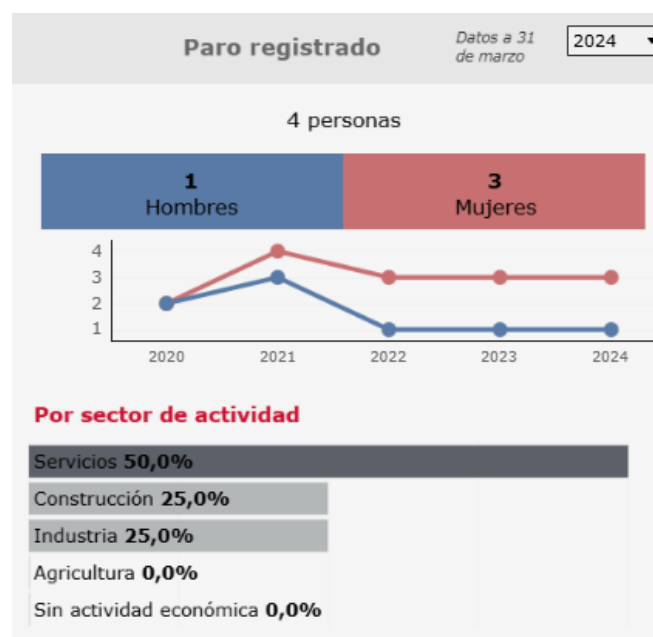 Paro registrado
Datos a 31
de marzo
2024
4 personas
1
Hombres
3
Mujeres
4
3
2
1
2020 2021 2022 2023 2024
Por sector de actividad
Servicios 50,0%
Construcción 25,0%
Industria 25,0%
Agricultura 0,0%
Sin actividad económica 0,0%